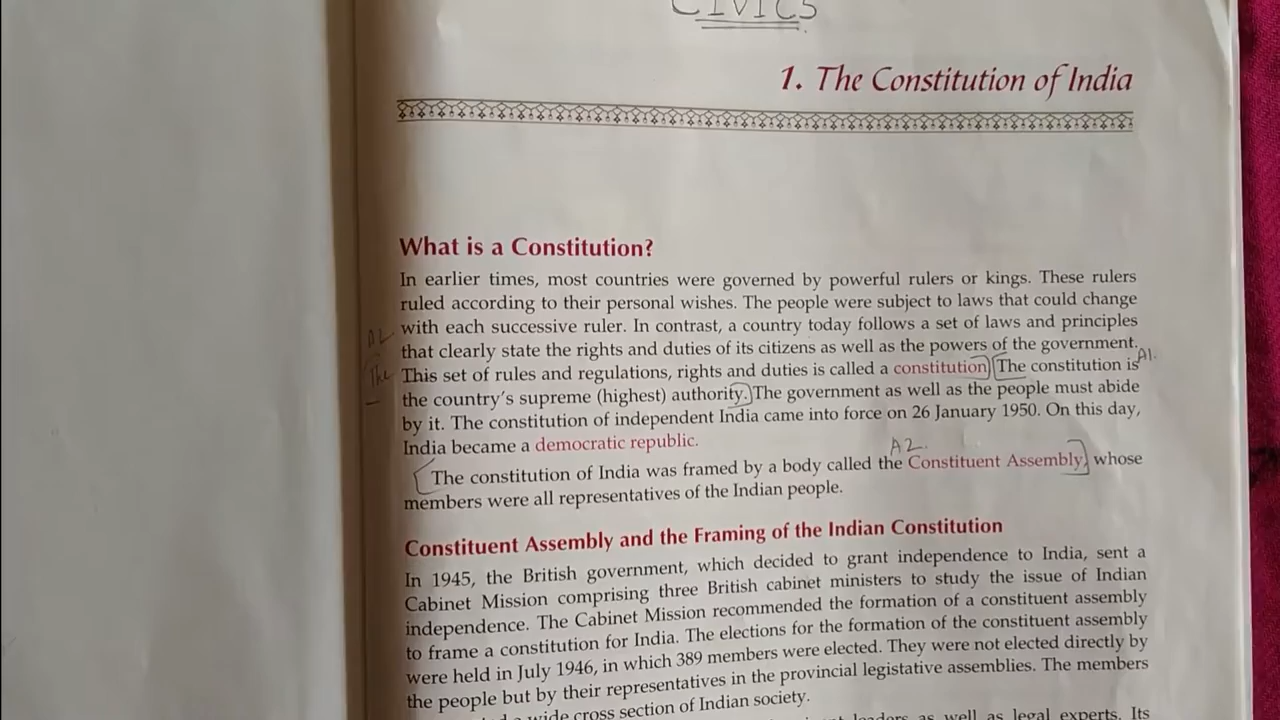 CIVICS
1. The Constitution of India
What is a Constitution?
In earlier times, most countries were governed by powerful rulers or kings. These rulers
ruled according to their personal wishes. The people were subject to laws that could change
A2
with each successive ruler. In contrast, a country today follows a set of laws and principles
that clearly state the rights and duties of its citizens as well as the powers of the government.
A1.
The
This set of rules and regulations, rights and duties is called a constitution. The constitution is
the country's supreme (highest) authority. The government as well as the people must abide
by it. The constitution of independent India came into force on 26 January 1950. On this day,
India became a democratic republic.
A2.
The constitution of India was framed by a body called the Constituent Assembly, whose
members were all representatives of the Indian people.
Constituent Assembly and the Framing of the Indian Constitution
In 1945, the British government, which decided to grant independence to India, sent a
Cabinet Mission comprising three British cabinet ministers to study the issue of Indian
independence. The Cabinet Mission recommended the formation of a constituent assembly
to frame a constitution for India. The elections for the formation of the constituent assembly
were held in July 1946, in which 389 members were elected. They were not elected directly by
the people but by their representatives in the provincial legislative assemblies. The members
a wide cross section of Indian society.
leaders as well as legal experts. Its